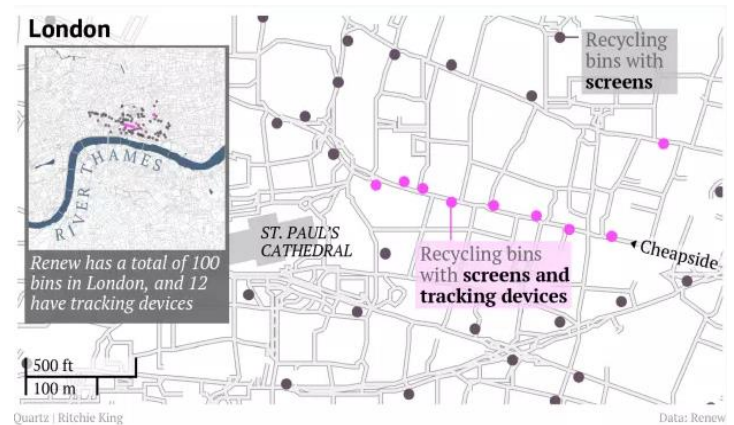 London
RIVER THAMES
Renew has a total of 100
bins in London, and 12
have tracking devices
Recycling
bins with
screens
ST. PAUL'S
CATHEDRAL
Cheapside
Recycling bins
with screens and
tracking devices
500 ft
100 m
Quartz | Ritchie King
Data: Renew